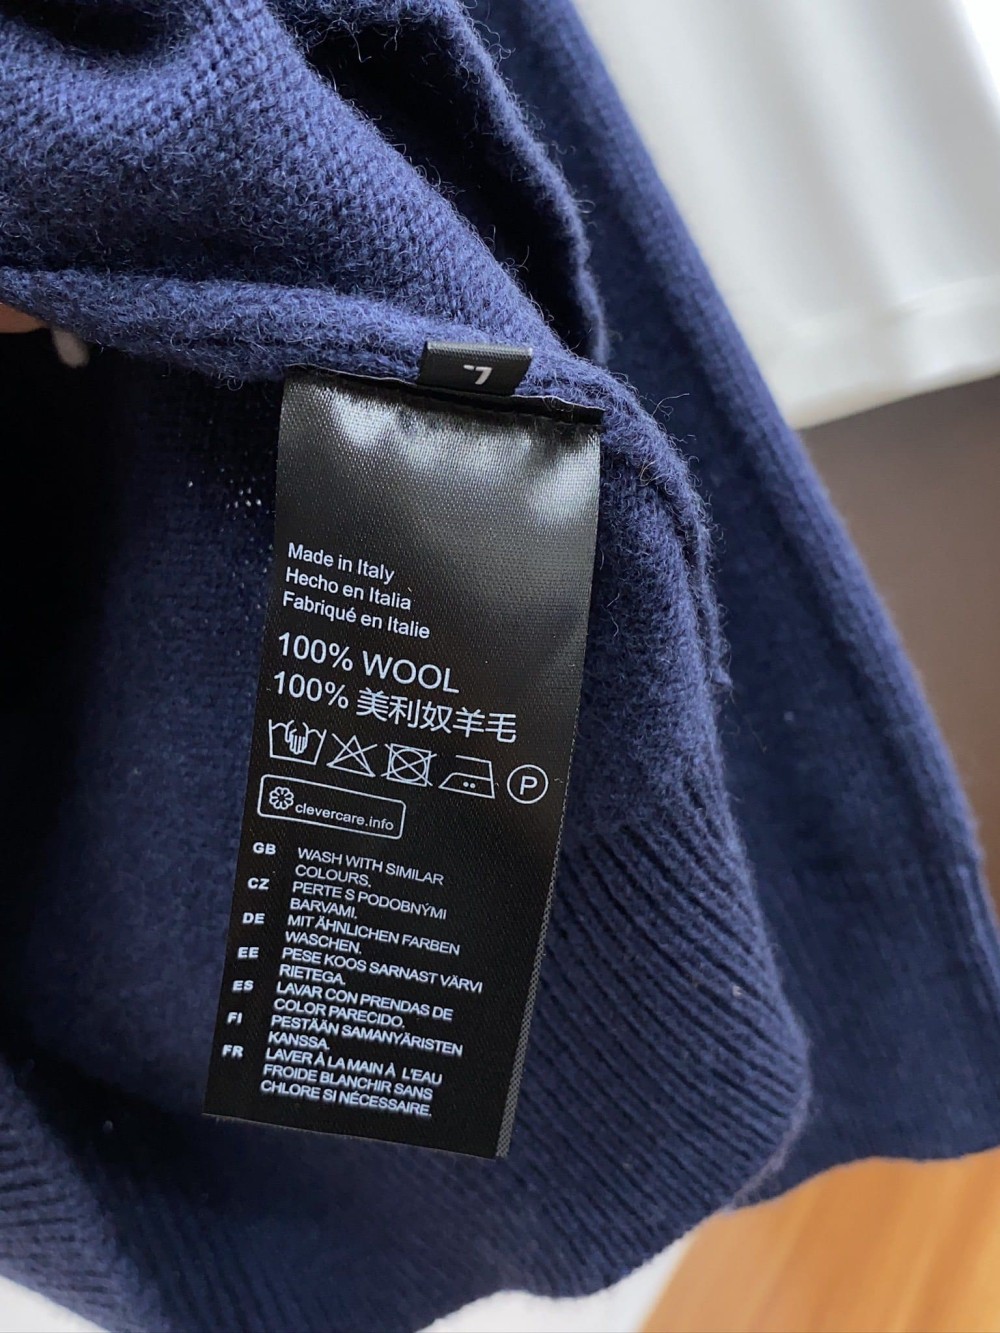 L
Made in Italy
Hecho en Italia
Fabriqué en Italie
100% WOOL
100% 美利奴羊毛
P
clevercare.info
GB WASH WITH SIMILAR
COLOURS.
CZ PERTE S PODOBNÝMI
BARVAMI.
DE MIT ÄHNLICHEN FARBEN
WASCHEN.
EE PESE KOOS SARNAST VÄRVI
RIETEGA.
ES LAVAR CON PRENDAS DE
COLOR PARECIDO.
FI PESTÄÄN SAMANYÄRISTEN
KANSSA.
FR LAVER À LA MAIN À L'EAU
FROIDE BLANCHIR SANS
CHLORE SI NÉCESSAIRE.